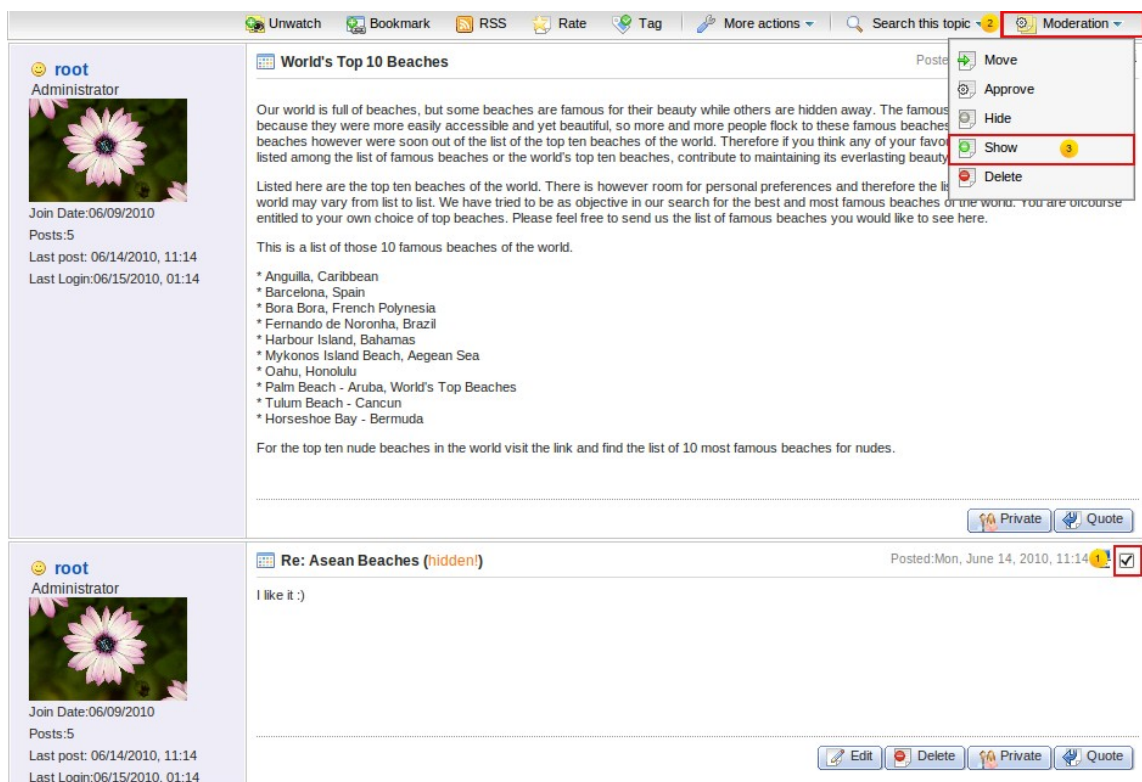 Unwatch Bookmark RSS Rate Tag More actions Search this topic 2 Moderation
root
Administrator
Join Date:06/09/2010
Posts:5
Last post: 06/14/2010, 11:14
Last Login:06/15/2010, 01:14
World's Top 10 Beaches
Move
Approve
Hide
Show 3
Delete
Our world is full of beaches, but some beaches are famous for their beauty while others are hidden away. The famous
because they were more easily accessible and yet beautiful, so more and more people flock to these famous beaches
beaches however were soon out of the list of the top ten beaches of the world. Therefore if you think any of your
listed among the list of famous beaches or the world's top ten beaches, contribute to maintaining its everlasting beauty
Listed here are the top ten beaches of the world. There is however room for personal preferences and therefore the
world may vary from list to list. We have tried to be as objective in our search for the best and most famous beaches of the world. You are ofcourse
entitled to your own choice of top beaches. Please feel free to send us the list of famous beaches you would like to see here.
This is a list of those 10 famous beaches of the world.
* Anguilla, Caribbean
* Barcelona, Spain
* Bora Bora, French Polynesia
* Fernando de Noronha, Brazil
* Harbour Island, Bahamas
* Mykonos Island Beach, Aegean Sea
* Oahu, Honolulu
* Palm Beach - Aruba, World's Top Beaches
* Tulum Beach - Cancun
* Horseshoe Bay - Bermuda
For the top ten nude beaches in the world visit the link and find the list of 10 most famous beaches for nudes.
Private Quote
root
Administrator
Join Date:06/09/2010
Posts:5
Last post: 06/14/2010, 11:14
Last Login:06/15/2010, 01:14
Re: Asean Beaches (hidden!)
Posted:Mon, June 14, 2010, 11:14 1
I like it :)
Edit Delete Private Quote